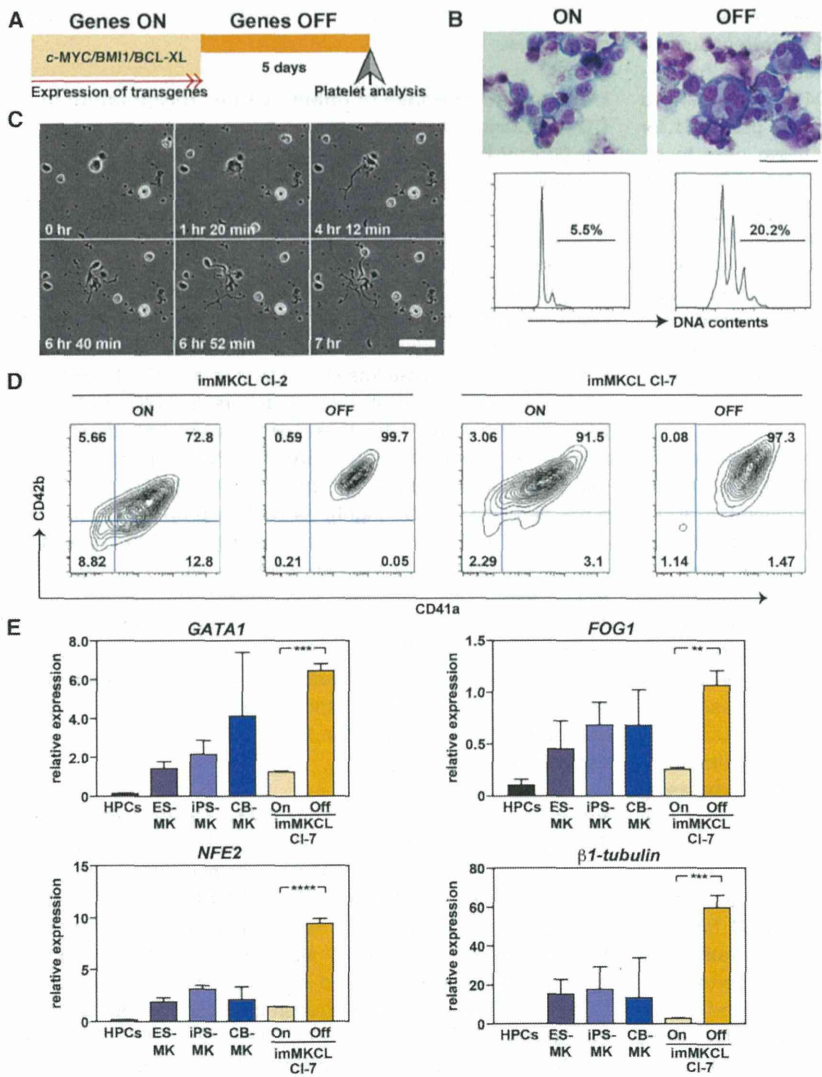 A
Genes ON
Genes OFF
c-MYC/BMI1/BCL-XL
5 days
Expression of transgenes
Platelet analysis
B
ON
OFF
5.5%
20.2%
DNA contents
C
0 hr
1 hr 20 min
4 hr 12 min
6 hr 40 min
6 hr 52 min
7 hr
D
imMKCL Cl-2
imMKCL Cl-7
ON
OFF
ON
OFF
5.66
72.8
8.82
12.8
0.59
99.7
0.21
0.05
3.06
91.5
2.29
3.1
0.08
97.3
1.14
1.47
CD42b
CD41a
E
GATA1
relative expression
8.0
6.0
4.0
2.0
0.0
***
HPCs
ES-MK
iPS-MK
CB-MK
On
Off
imMKCL
Cl-7
FOG1
relative expression
1.5
1.0
0.5
0.0
**
HPCs
ES-MK
iPS-MK
CB-MK
On
Off
imMKCL
Cl-7
NFE2
relative expression
15
10
5
0
****
HPCs
ES-MK
iPS-MK
CB-MK
On
Off
imMKCL
Cl-7
β1-tubulin
relative expression
80
60
40
20
0
***
HPCs
ES-MK
iPS-MK
CB-MK
On
Off
imMKCL
Cl-7